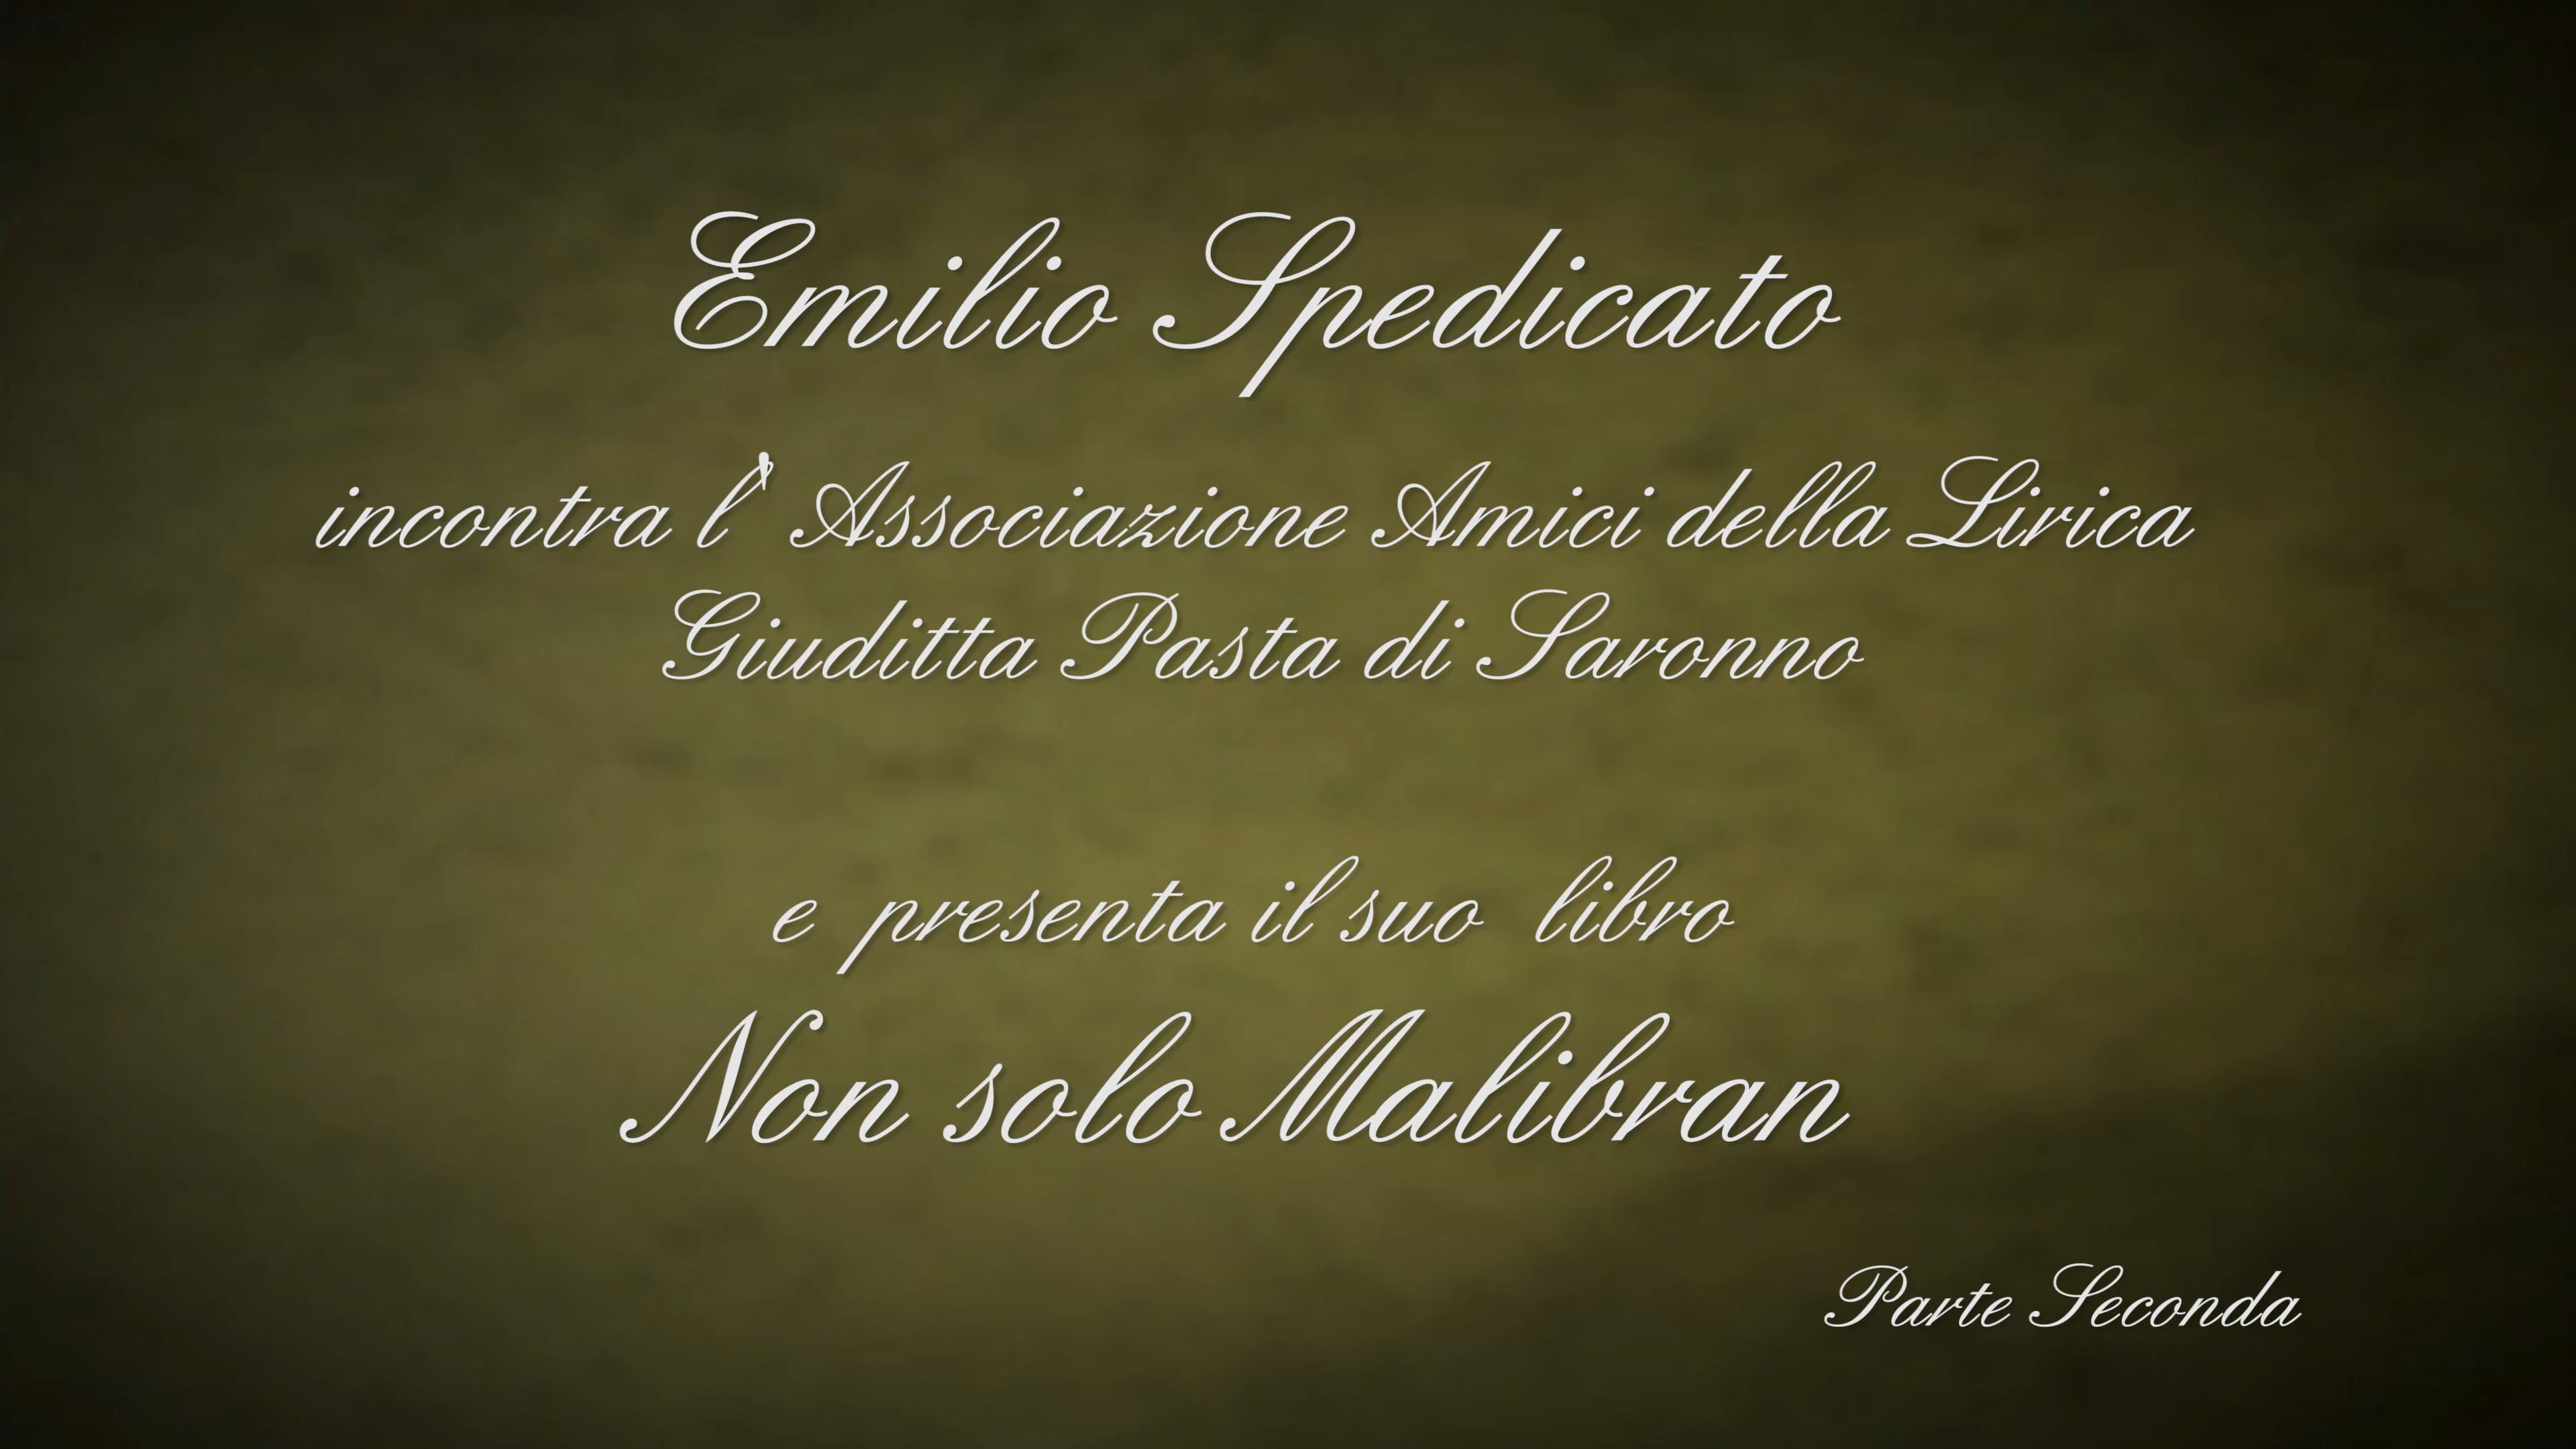 Emilio Spedicato
incontra l' Associazione Amici della Lirica
Giuditta Pasta di Saronno
e presenta il suo libro
Non solo Malibran
Parte Seconda